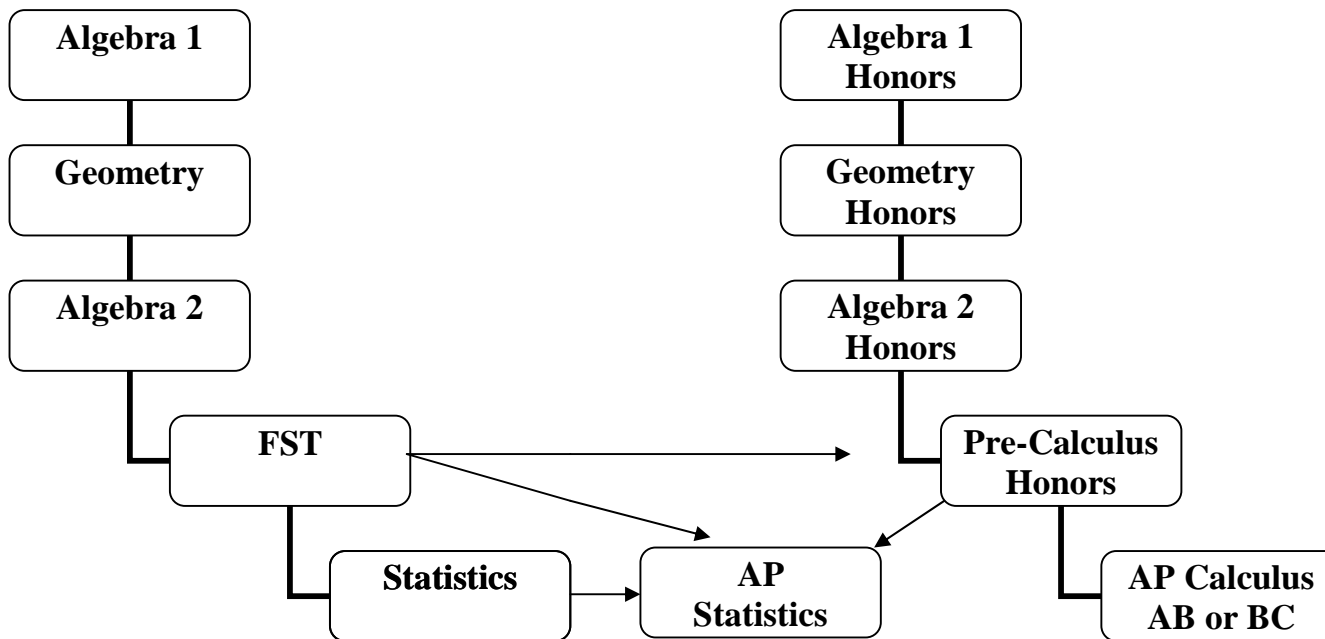 Algebra 1
Algebra 1
Honors
Geometry
Geometry
Honors
Algebra 2
Algebra 2
Honors
FST
Pre-Calculus
Honors
Statistics
AP
Statistics
AP Calculus
AB or BC